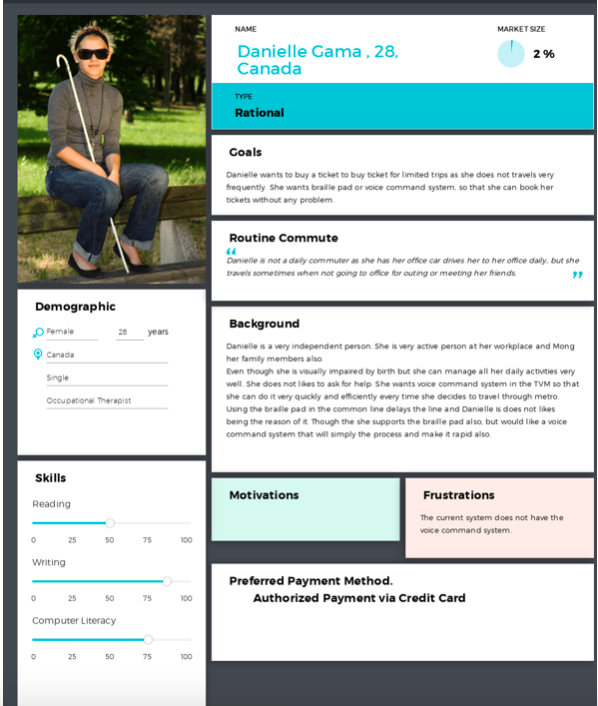 NAME
Danielle Gama , 28,
Canada
MARKET SIZE
2 %
TYPE
Rational
Goals
Danielle wants to buy a ticket to buy ticket for limited trips as she does not travels very
frequently. She wants braille pad or voice command system, so that she can book her
tickets without any problem.
Routine Commute
“
Danielle is not a daily commuter as she has her office car drives her to her office daily, but she
travels sometimes when not going to office for outing or meeting her friends.
”
Demographic
Female 28 years
Canada
Single
Occupational Therapist
Background
Danielle is a very independent person. She is very active person at her workplace and Mong
her family members also.
Even though she is visually impaired by birth but she can manage all her daily activities very
well. She does not likes to ask for help. She wants voice command system in the TVM so that
she can do it very quickly and efficiently every time she decides to travel through metro.
Using the braille pad in the common line delays the line and Danielle is does not likes
being the reason of it. Though the she supports the braille pad also, but would like a voice
command system that will simply the process and make it rapid also.
Skills
Reading
0 25 50 75 100
Writing
0 25 50 75 100
Computer Literacy
0 25 50 75 100
Motivations
Frustrations
The current system does not have the
voice command system.
Preferred Payment Method.
Authorized Payment via Credit Card